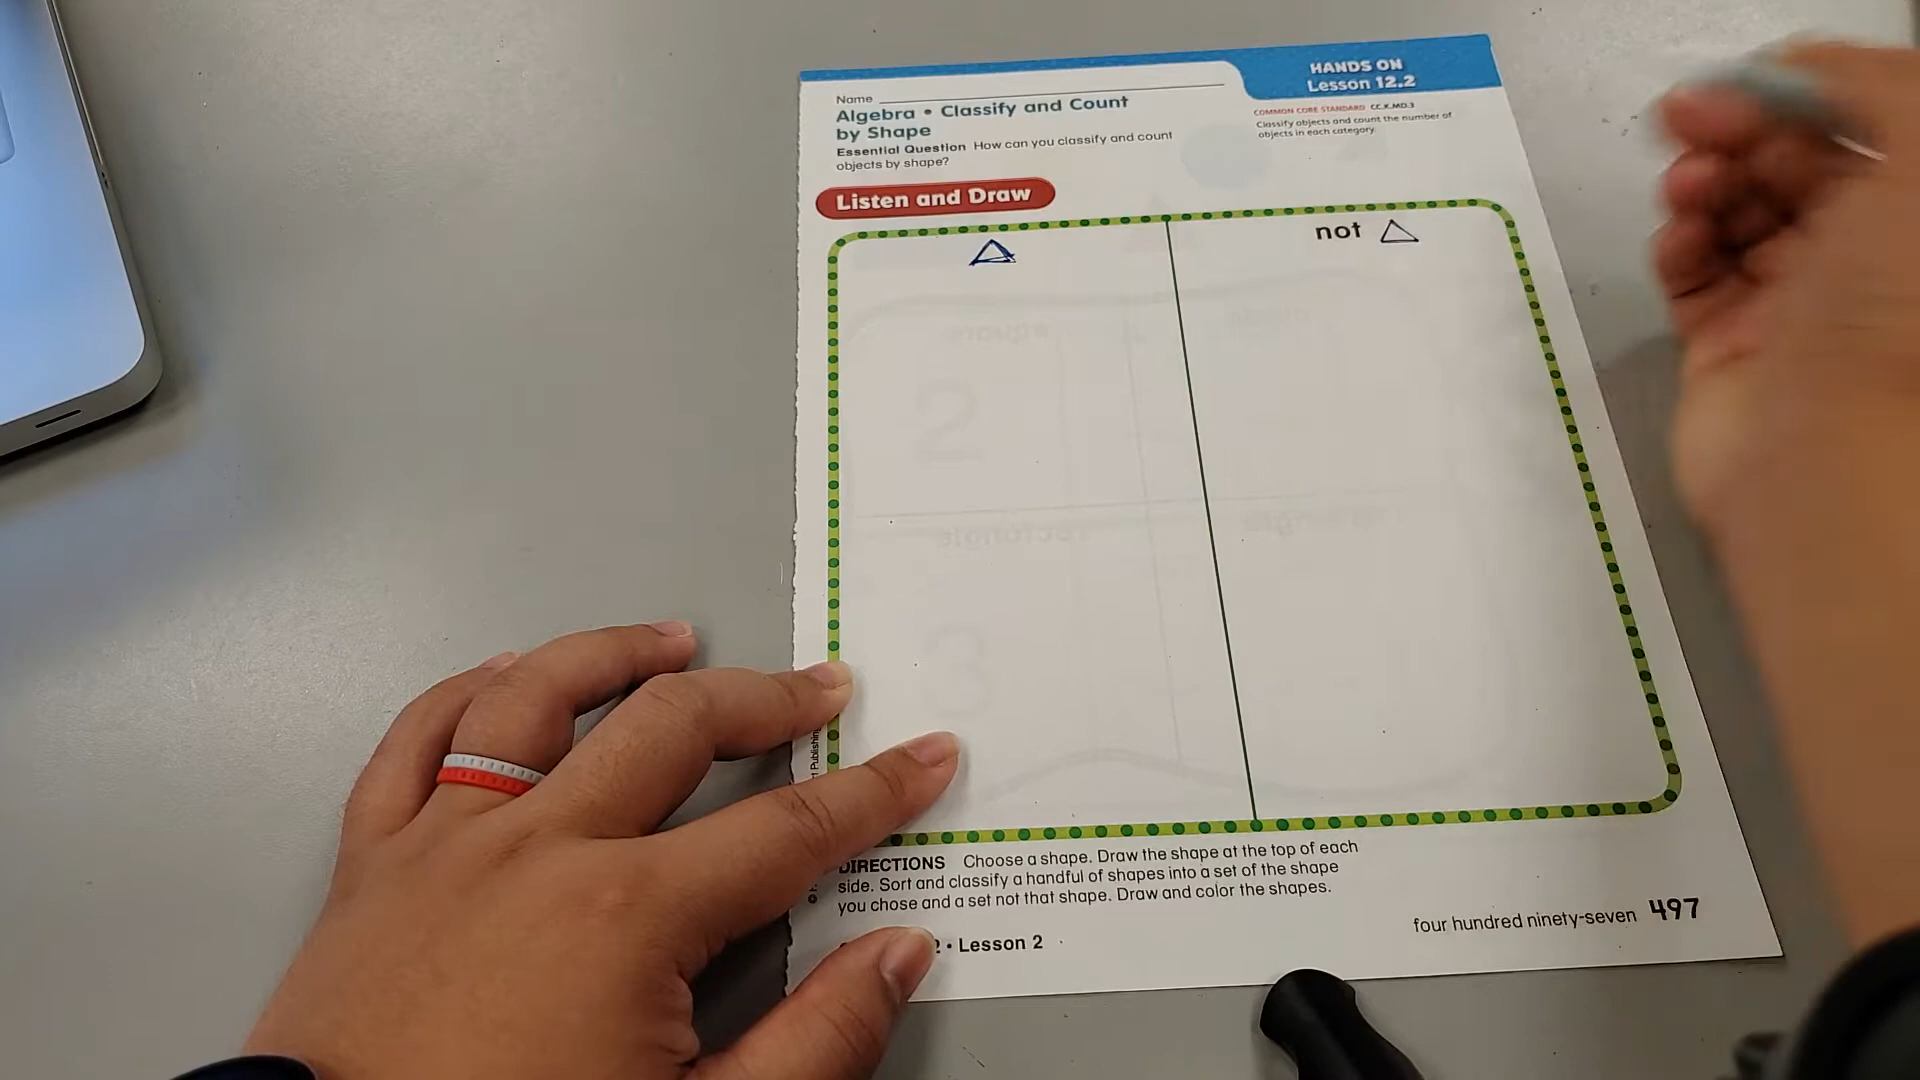 HANDS ON
Lesson 12.2
Name
Algebra • Classify and Count
by Shape
COMMON CORE STANDARD CC.K.MD.3
Classify objects and count the number of
objects in each category.
Essential Question How can you classify and count
objects by shape?
Listen and Draw
not
DIRECTIONS Choose a shape. Draw the shape at the top of each
side. Sort and classify a handful of shapes into a set of the shape
you chose and a set not that shape. Draw and color the shapes.
four hundred ninety-seven 497
• Lesson 2